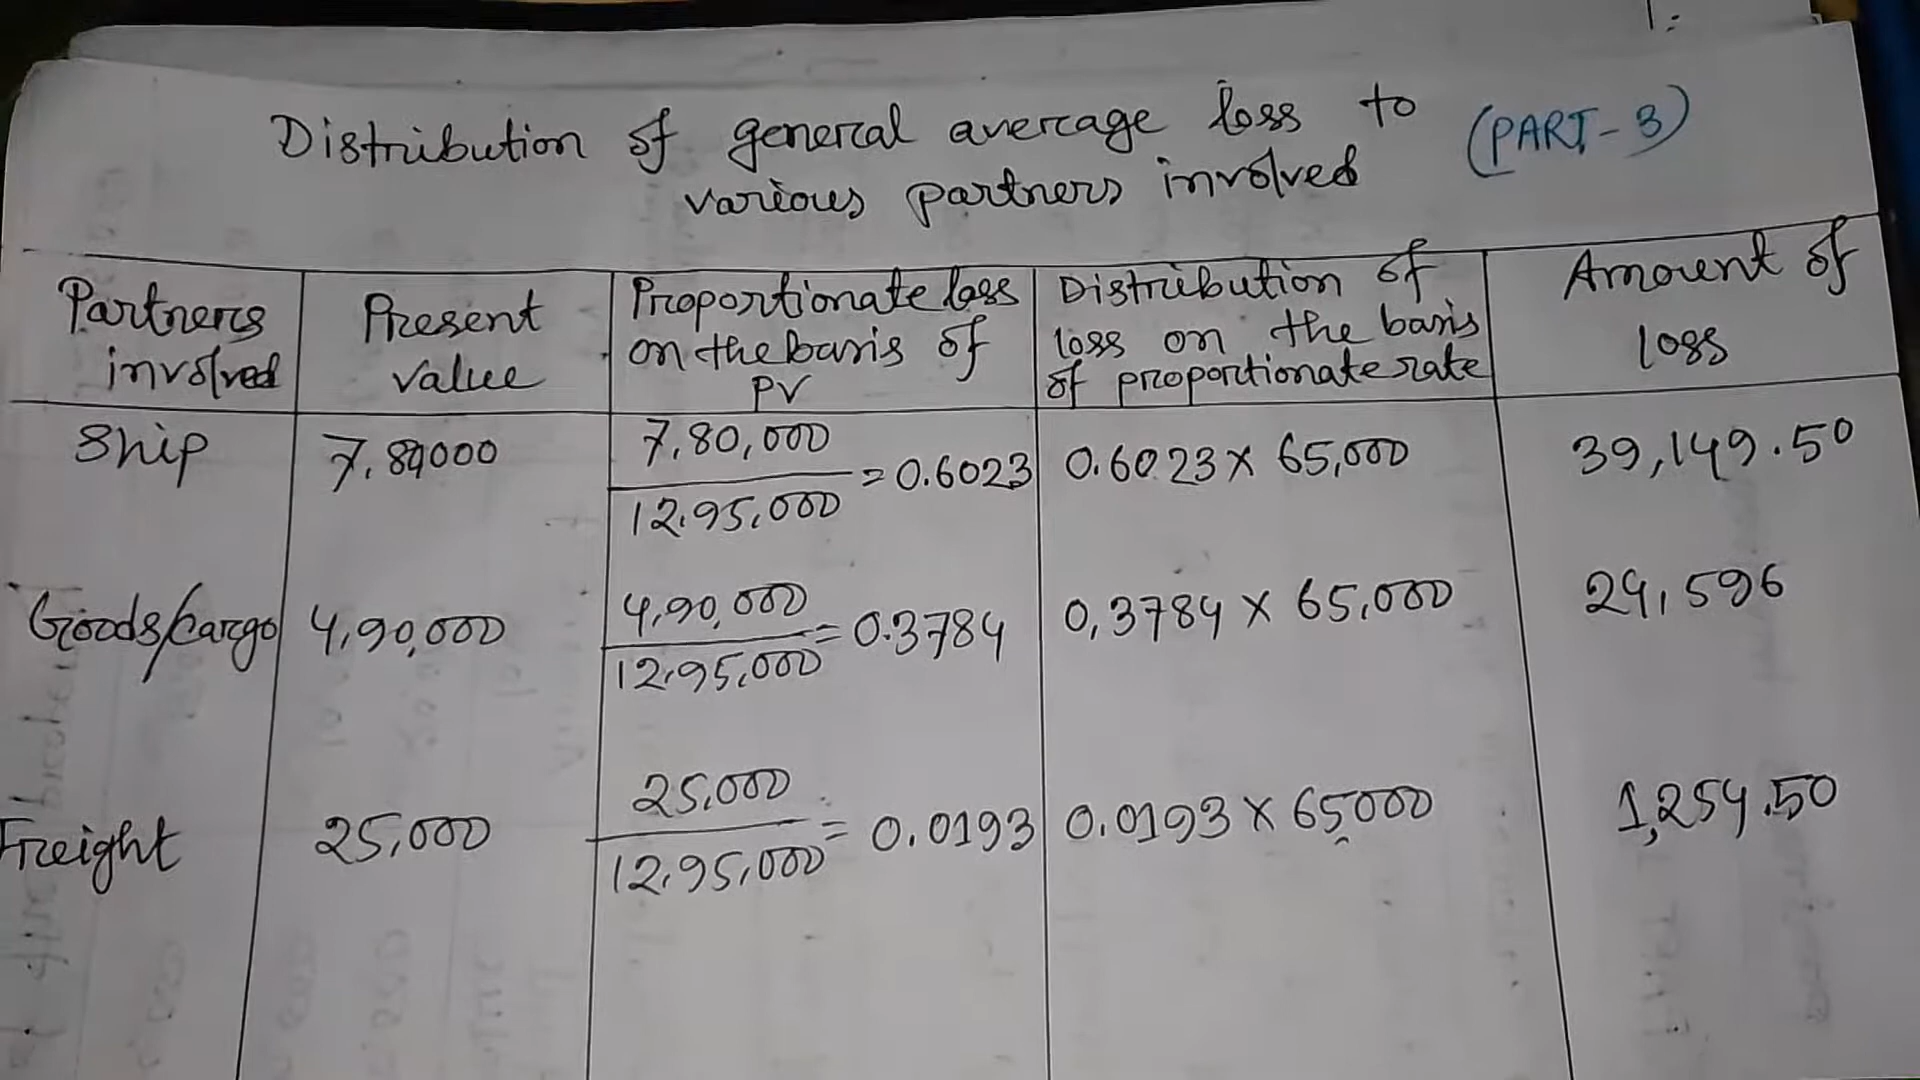 Distribution of general average loss to (PART-3)
various partners involved
Partners involved | Present value | Proportionate loss on the basis of PV | Distribution of loss on the basis of proportionate rate | Amount of loss
Ship | 7,80,000 | 7,80,000 / 12,95,000 = 0.6023 | 0.6023 × 65,000 | 39,149.50
Goods/cargo | 4,90,000 | 4,90,000 / 12,95,000 = 0.3784 | 0.3784 × 65,000 | 24,596
Freight | 25,000 | 25,000 / 12,95,000 = 0.0193 | 0.0193 × 65000 | 1,254.50